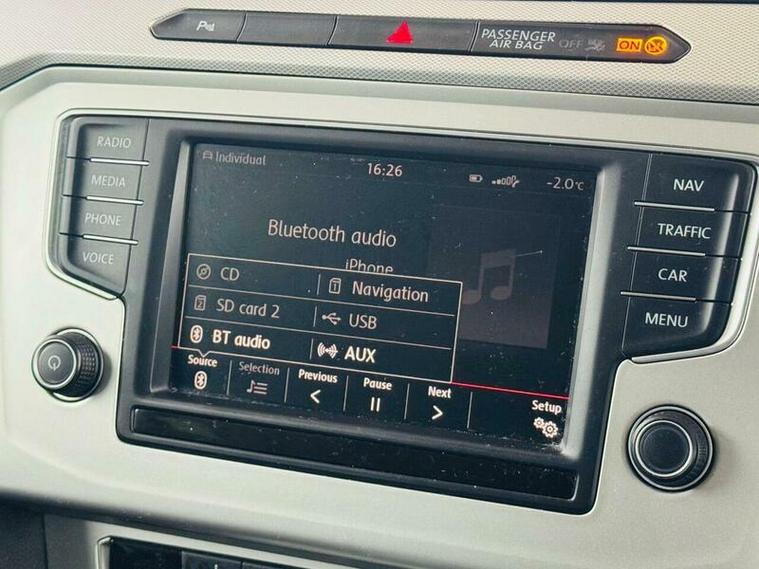 P
PASSENGER
AIR BAG
OFF
ON
RADIO
MEDIA
PHONE
VOICE
Individual
16:26
-2.0°C
Bluetooth audio
iPhone
CD
Navigation
SD card 2
USB
BT audio
AUX
Source
Selection
Previous
Pause
Next
Setup
NAV
TRAFFIC
CAR
MENU